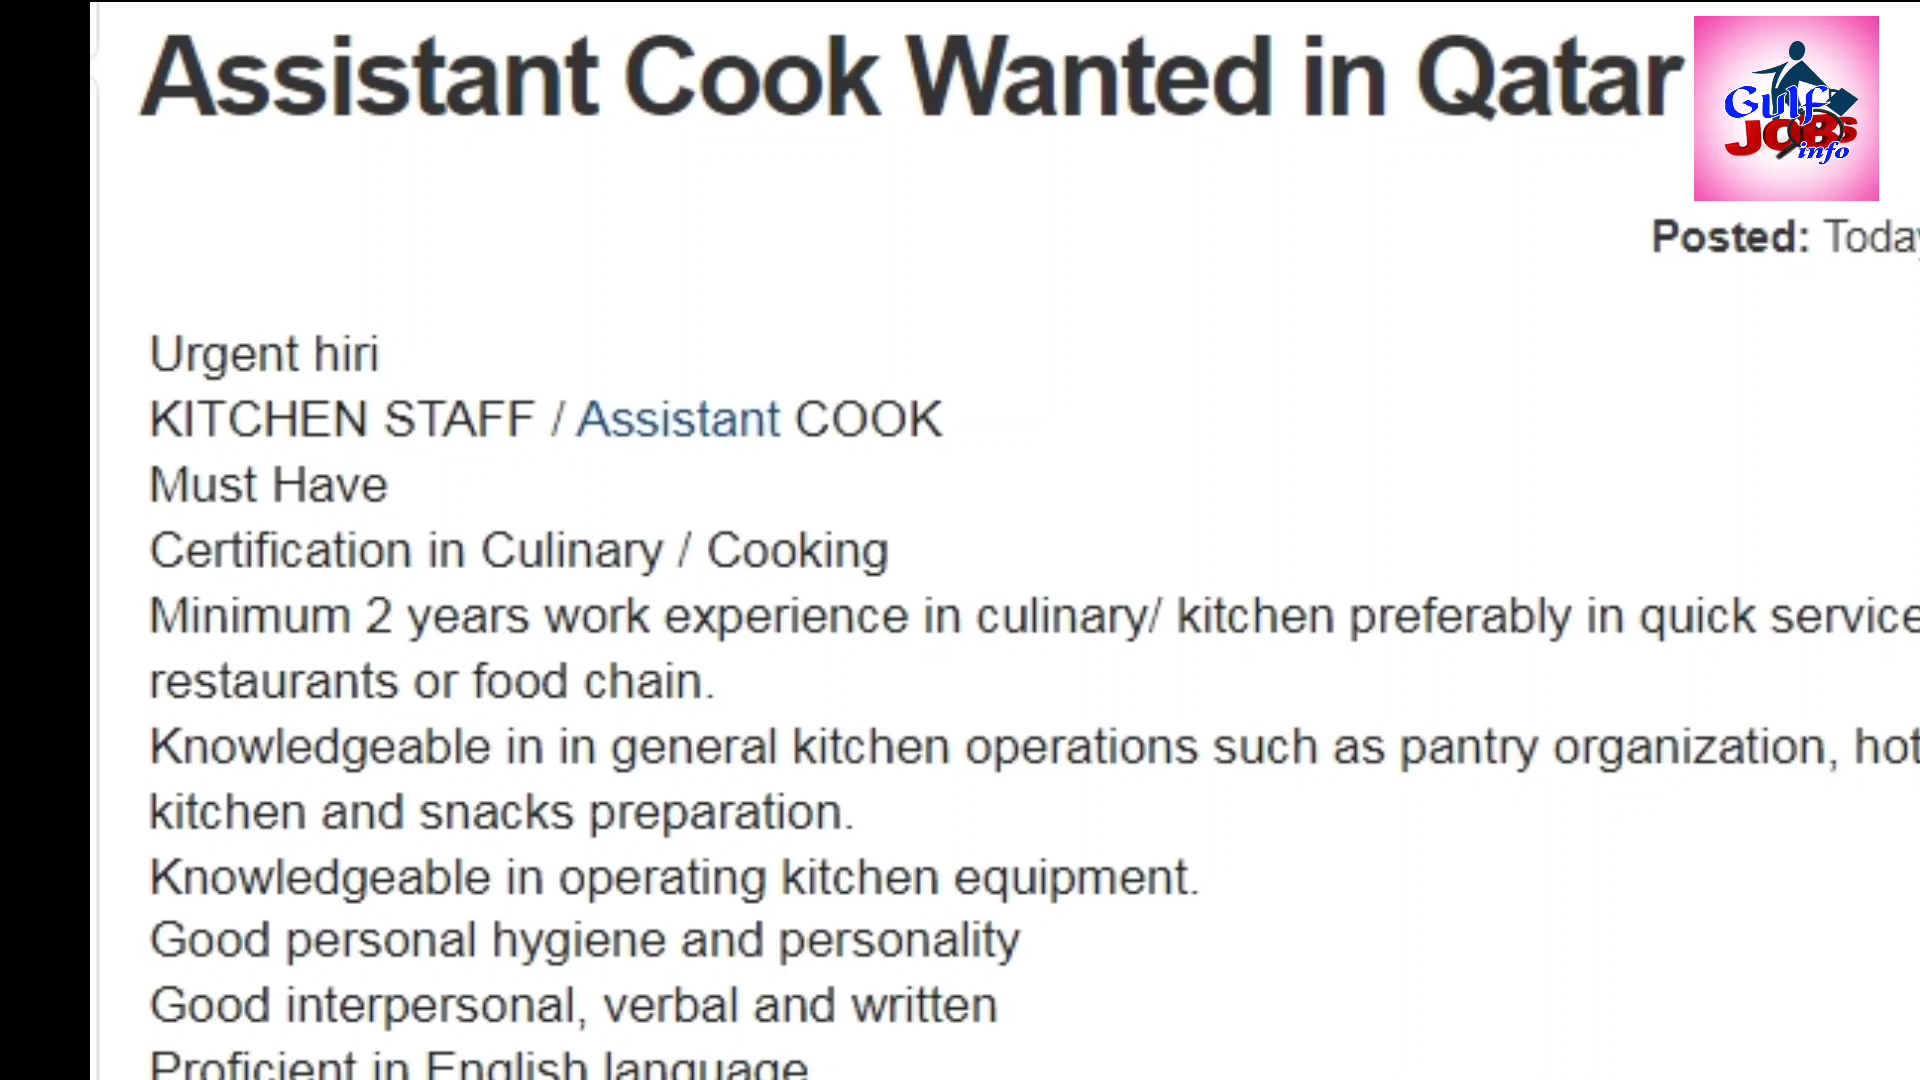 Assistant Cook Wanted in Qatar
Gulf
JOBs
info
Posted: Today
Urgent hiri
KITCHEN STAFF / Assistant COOK
Must Have
Certification in Culinary / Cooking
Minimum 2 years work experience in culinary/ kitchen preferably in quick service
restaurants or food chain.
Knowledgeable in in general kitchen operations such as pantry organization, hot
kitchen and snacks preparation.
Knowledgeable in operating kitchen equipment.
Good personal hygiene and personality
Good interpersonal, verbal and written
Proficient in English language